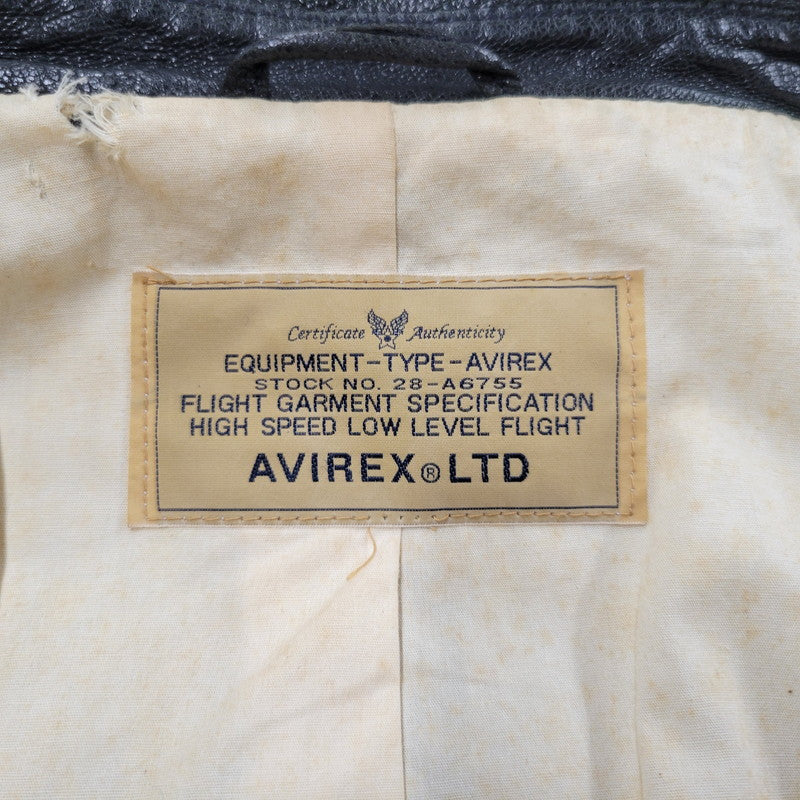 Certificate Authenticity
EQUIPMENT-TYPE-AVIREX
STOCK NO. 28-A6755
FLIGHT GARMENT SPECIFICATION
HIGH SPEED LOW LEVEL FLIGHT
AVIREX® LTD